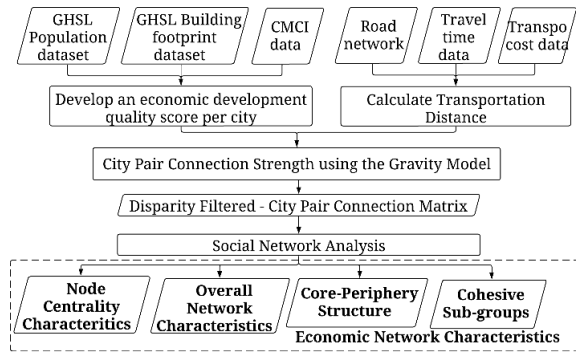 GHSL
Population
dataset
GHSL Building
footprint
dataset
CMCI
data
Road
network
Travel
time
data
Transpo
cost data
Develop an economic development
quality score per city
Calculate Transportation
Distance
City Pair Connection Strength using the Gravity Model
Disparity Filtered - City Pair Connection Matrix
Social Network Analysis
Node
Centrality
Characteritics
Overall
Network
Characteristics
Core-Periphery
Structure
Cohesive
Sub-groups
Economic Network Characteristics